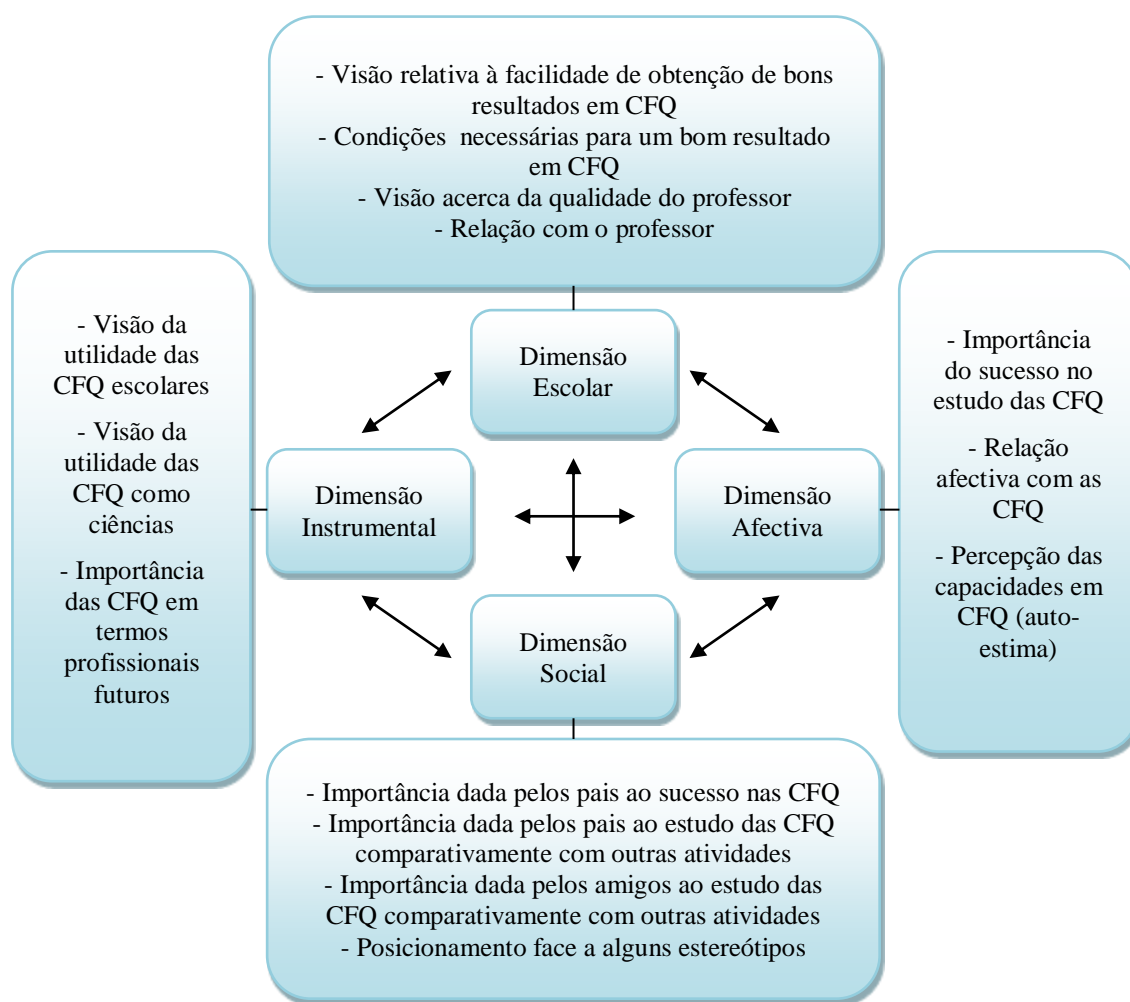 - Visão relativa à facilidade de obtenção de bons
resultados em CFQ
- Condições necessárias para um bom resultado
em CFQ
- Visão acerca da qualidade do professor
- Relação com o professor
- Visão da
utilidade das
CFQ escolares
- Visão da
utilidade das
CFQ como
ciências
- Importância
das CFQ em
termos
profissionais
futuros
Dimensão
Escolar
Dimensão
Instrumental
Dimensão
Afectiva
Dimensão
Social
- Importância
do sucesso no
estudo das CFQ
- Relação
afectiva com as
CFQ
- Percepção das
capacidades em
CFQ (auto-
estima)
- Importância dada pelos pais ao sucesso nas CFQ
- Importância dada pelos pais ao estudo das CFQ
comparativamente com outras atividades
- Importância dada pelos amigos ao estudo das
CFQ comparativamente com outras atividades
- Posicionamento face a alguns estereótipos